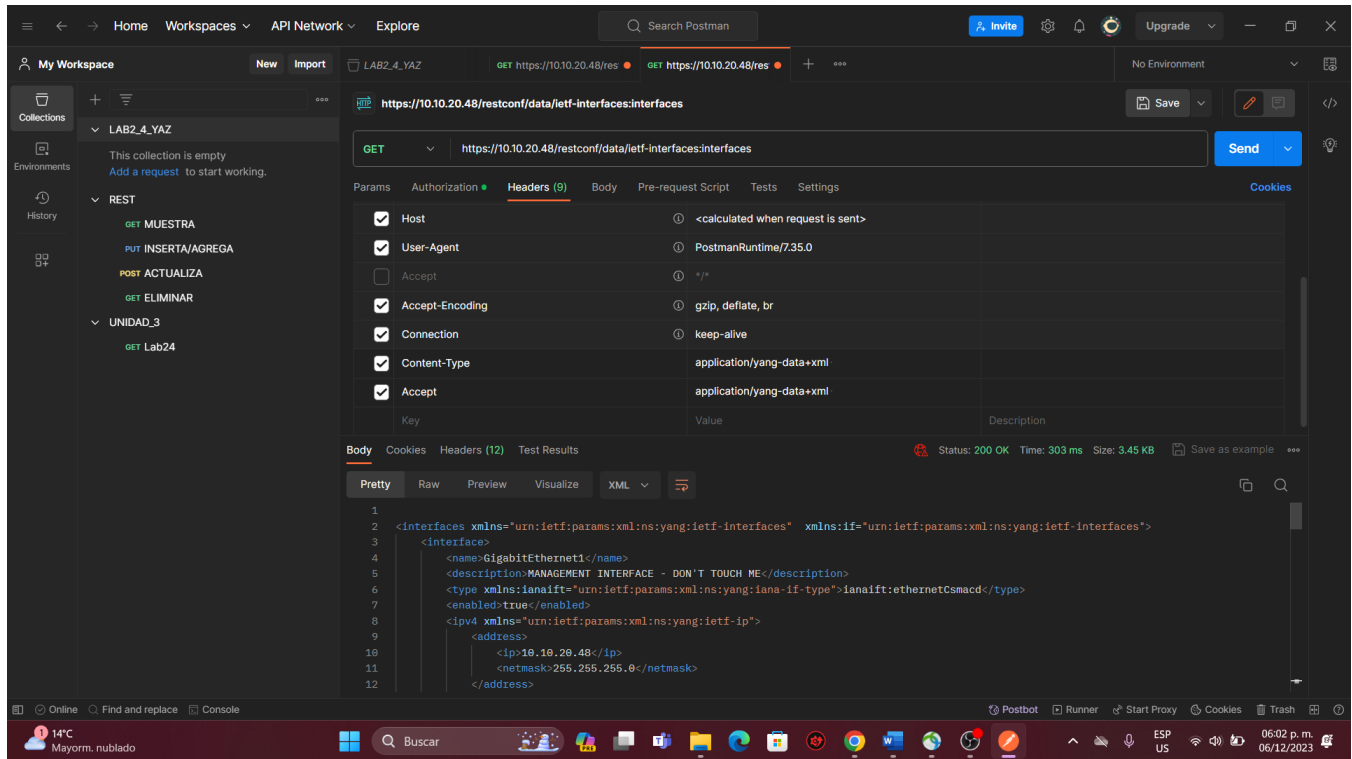 Home Workspaces API Network Explore Search Postman Invite Upgrade
My Workspace New Import LAB2_4_YAZ GET https://10.10.20.48/res GET https://10.10.20.48/res No Environment
Collections
Environments
History
LAB2_4_YAZ
This collection is empty
Add a request to start working.
REST
GET MUESTRA
PUT INSERTA/AGREGA
POST ACTUALIZA
GET ELIMINAR
UNIDAD_3
GET Lab24
HTTP https://10.10.20.48/restconf/data/ietf-interfaces:interfaces Save
GET https://10.10.20.48/restconf/data/ietf-interfaces:interfaces Send
Params Authorization Headers (9) Body Pre-request Script Tests Settings Cookies
Host <calculated when request is sent>
User-Agent PostmanRuntime/7.35.0
Accept */*
Accept-Encoding gzip, deflate, br
Connection keep-alive
Content-Type application/yang-data+xml
Accept application/yang-data+xml
Key Value Description
Body Cookies Headers (12) Test Results Status: 200 OK Time: 303 ms Size: 3.45 KB Save as example
Pretty Raw Preview Visualize XML
1
2 <interfaces xmlns="urn:ietf:params:xml:ns:yang:ietf-interfaces" xmlns:if="urn:ietf:params:xml:ns:yang:ietf-interfaces">
3 <interface>
4 <name>GigabitEthernet1</name>
5 <description>MANAGEMENT INTERFACE - DON'T TOUCH ME</description>
6 <type xmlns:ianaift="urn:ietf:params:xml:ns:yang:iana-if-type">ianaift:ethernetCsmacd</type>
7 <enabled>true</enabled>
8 <ipv4 xmlns="urn:ietf:params:xml:ns:yang:ietf-ip">
9 <address>
10 <ip>10.10.20.48</ip>
11 <netmask>255.255.255.0</netmask>
12 </address>
Online Find and replace Console Postbot Runner Start Proxy Cookies Trash
1 14°C
Mayorm. nublado
Buscar
PRE
ESP
US
06:02 p. m.
06/12/2023